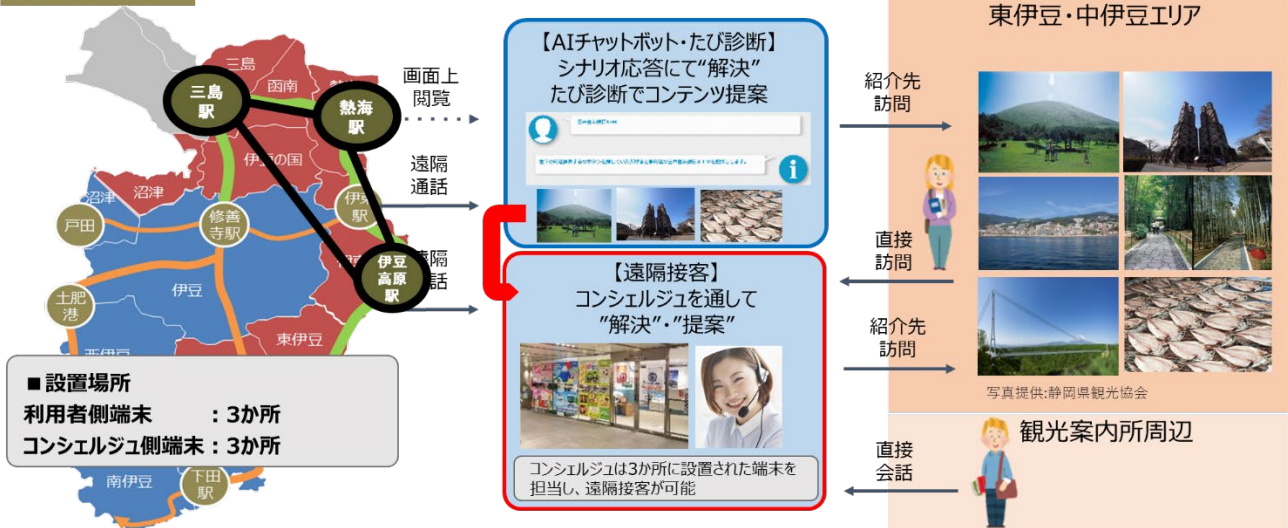 三島
函南
三島
駅
熱海
駅
伊豆の国
沼津
沼津
戸田
修善
寺駅
伊豆
高原
駅
土肥
港
伊豆
東伊豆
西伊豆
南伊豆
下田
駅
■設置場所
利用者側端末 :3か所
コンシェルジュ側端末:3か所
画面上
閲覧
遠隔
通話
【AIチャットボット・たび診断】
シナリオ応答にて“解決”
たび診断でコンテンツ提案
【遠隔接客】
コンシェルジュを通して
”解決”・”提案”
コンシェルジュは3か所に設置された端末を
担当し、遠隔接客が可能
紹介先
訪問
直接
訪問
紹介先
訪問
直接
会話
東伊豆・中伊豆エリア
写真提供:静岡県観光協会
観光案内所周辺